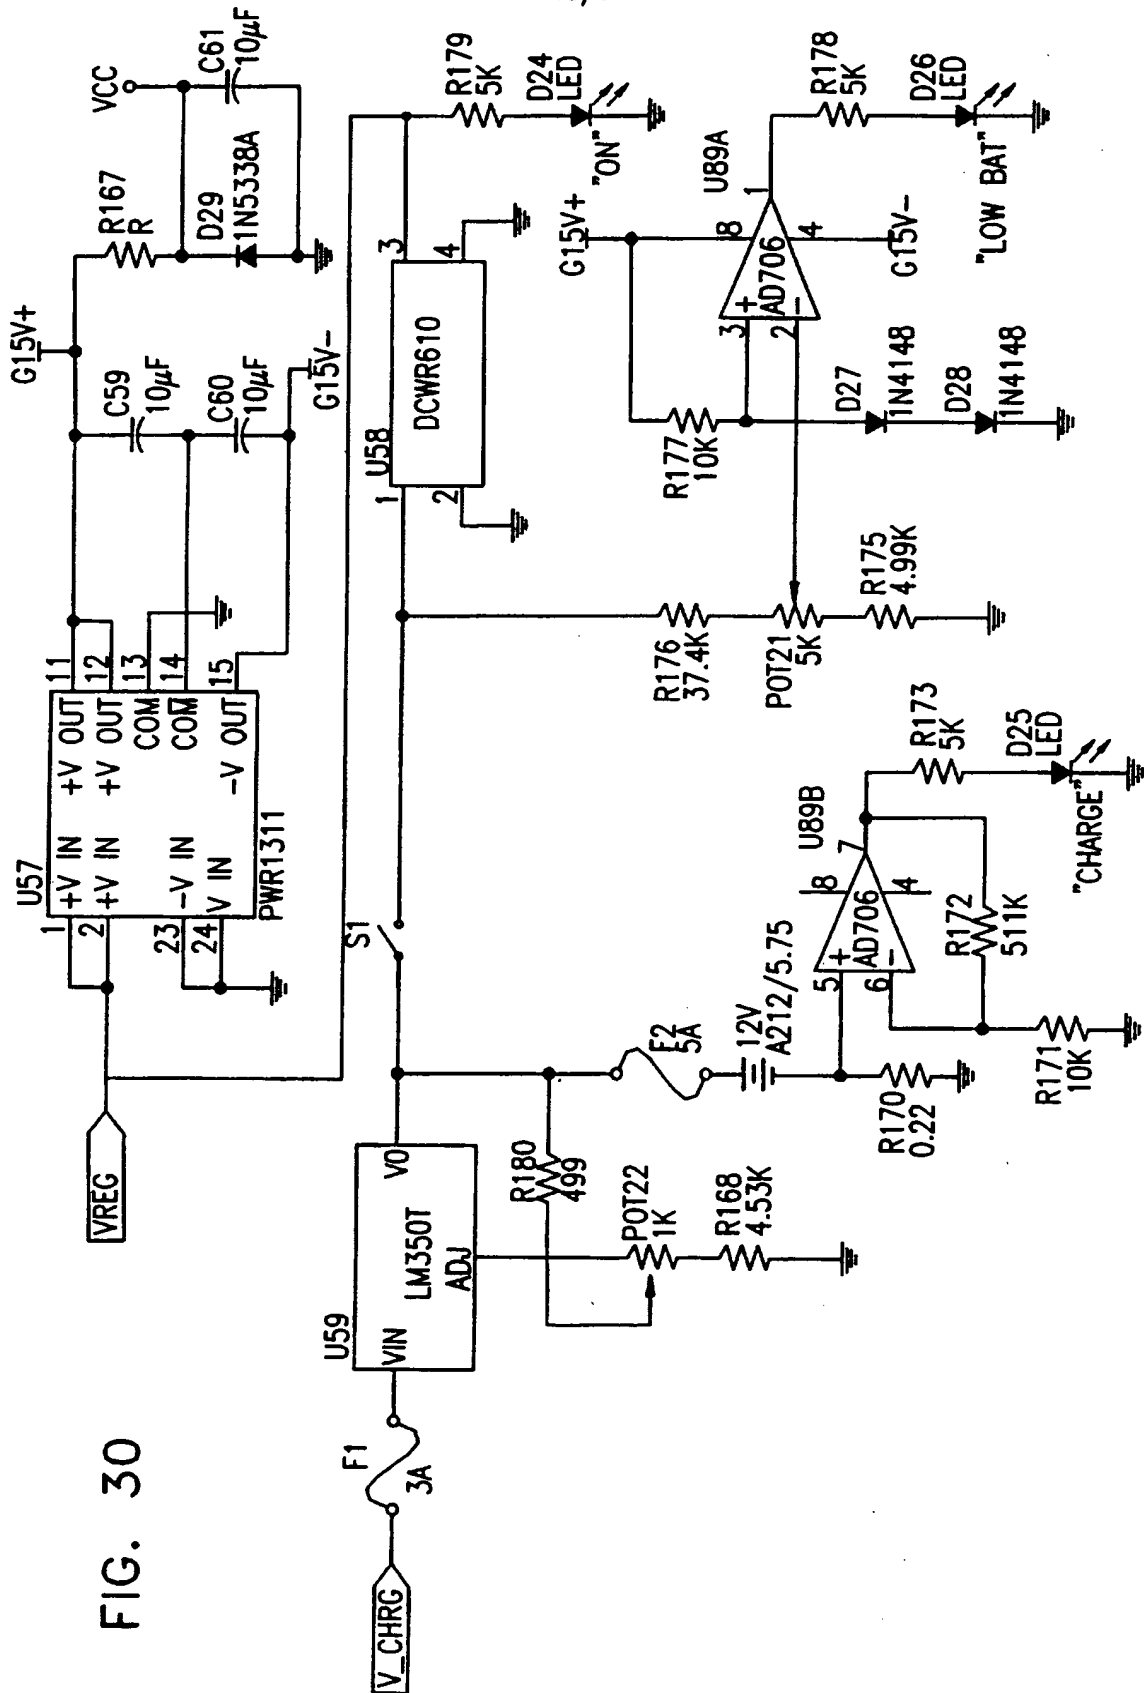 FIG. 30
G15V+
VCC
U57
1
+V IN
2
+V IN
23
-V IN
24
V IN
+V OUT
11
+V OUT
12
COM
13
COM
14
-V OUT
15
PWR1311
C59
10µF
C60
10µF
G15V-
R167
R
D29
1N5338A
C61
10µF
VREG
V_CHRG
F1
3A
U59
VIN
LM350T
VO
ADJ
R180
499
POT22
1K
R168
4.53K
S1
F2
5A
12V
A212/5.75
R170
0.22
U58
1
2
DCWR610
3
4
R179
5K
D24
LED
"ON"
R176
37.4K
POT21
5K
R175
4.99K
G15V+
R177
10K
D27
1N4148
D28
1N4148
U89A
3
+
2
-
AD706
8
4
1
G15V-
R178
5K
D26
LED
"LOW BAT"
U89B
5
+
6
-
AD706
8
4
7
R172
511K
R171
10K
R173
5K
D25
LED
"CHARGE"